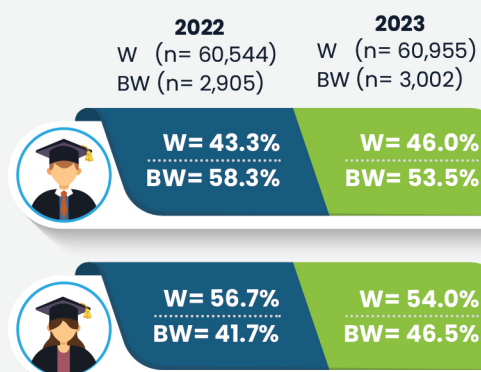 2022
W (n= 60,544)
BW (n= 2,905)
2023
W (n= 60,955)
BW (n= 3,002)
W= 43.3%
BW= 58.3%
W= 46.0%
BW= 53.5%
W= 56.7%
BW= 41.7%
W= 54.0%
BW= 46.5%